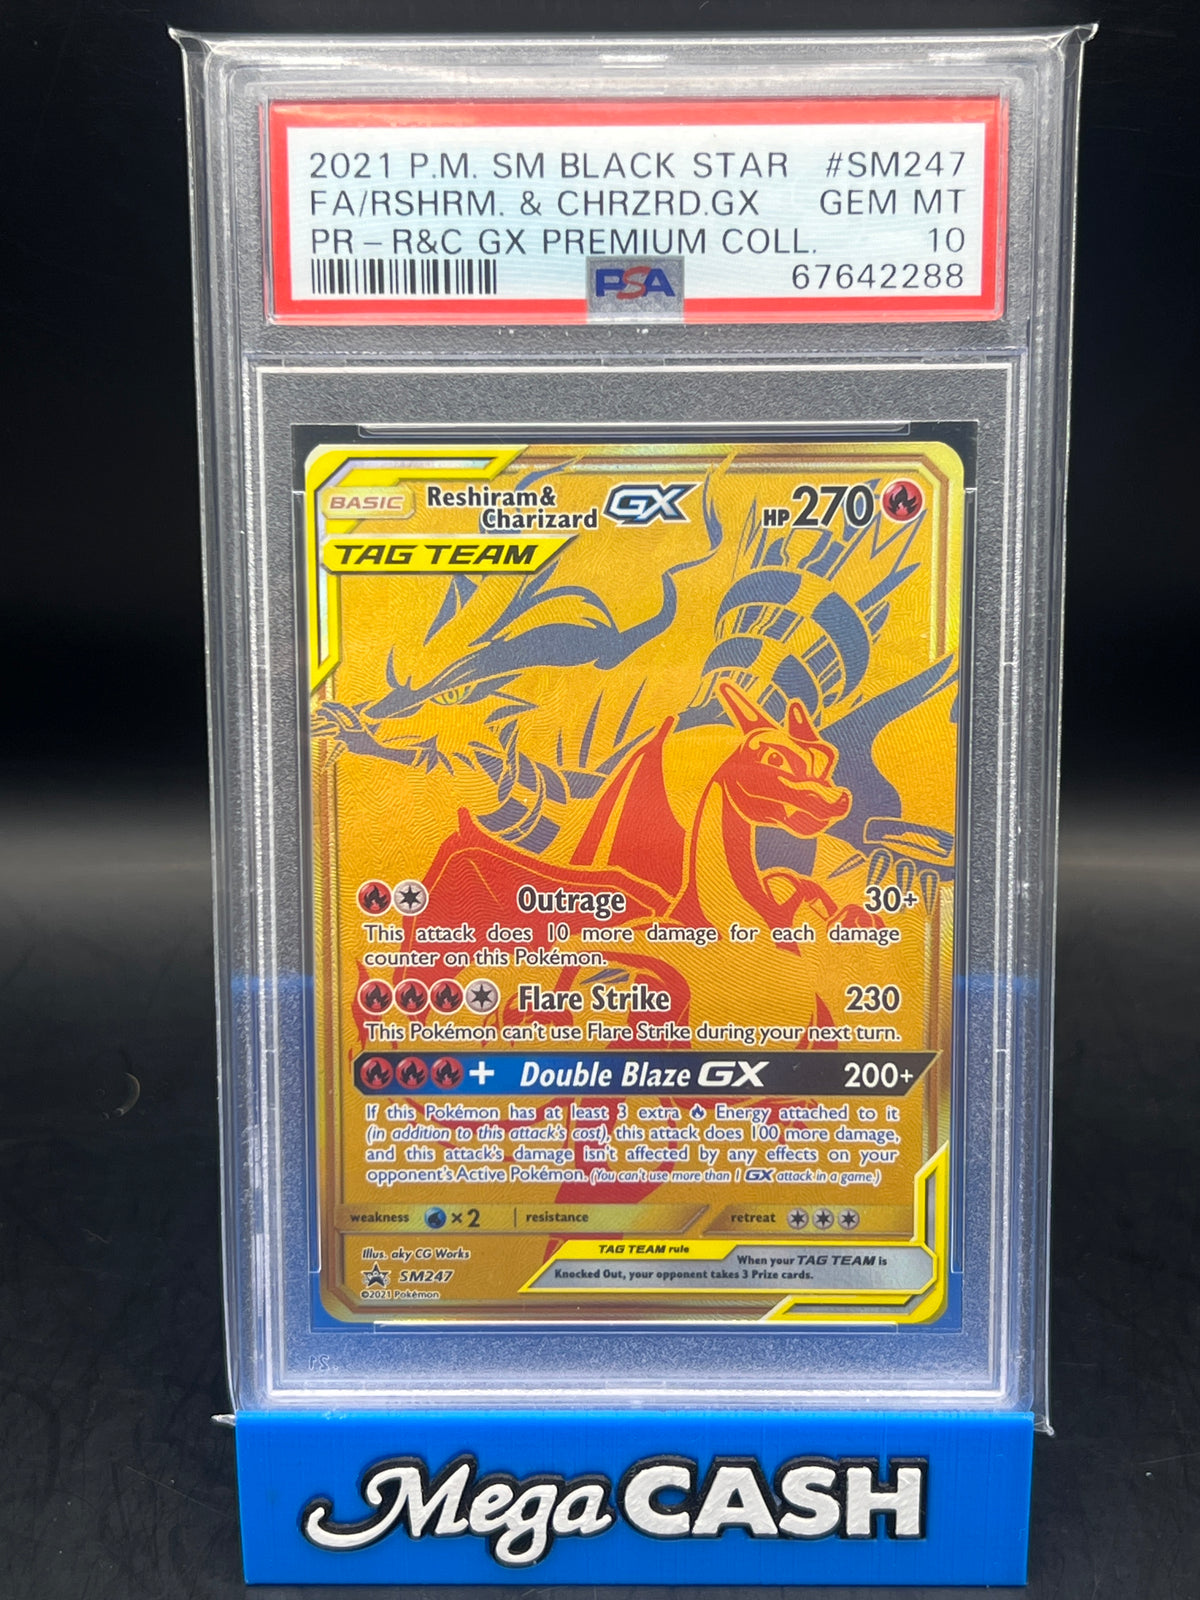 2021 P.M. SM BLACK STAR #SM247
FA/RSHRM. & CHRZRD.GX GEM MT
PR-R&C GX PREMIUM COLL. 10
PSA 67642288
BASIC Reshiram& Charizard GX HP 270
TAG TEAM
Outrage 30+
This attack does 10 more damage for each damage
counter on this Pokémon.
Flare Strike 230
This Pokémon can't use Flare Strike during your next turn.
+ Double Blaze GX 200+
If this Pokémon has at least 3 extra Energy attached to it
(in addition to this attack's cost), this attack does 100 more damage,
and this attack's damage isn't affected by any effects on your
opponent's Active Pokémon. (You can't use more than 1 GX attack in a game.)
weakness ×2 resistance retreat
Illus. aky CG Works
TAG TEAM rule
When your TAG TEAM is
Knocked Out, your opponent takes 3 Prize cards.
SM247
©2021 Pokémon
MegaCASH